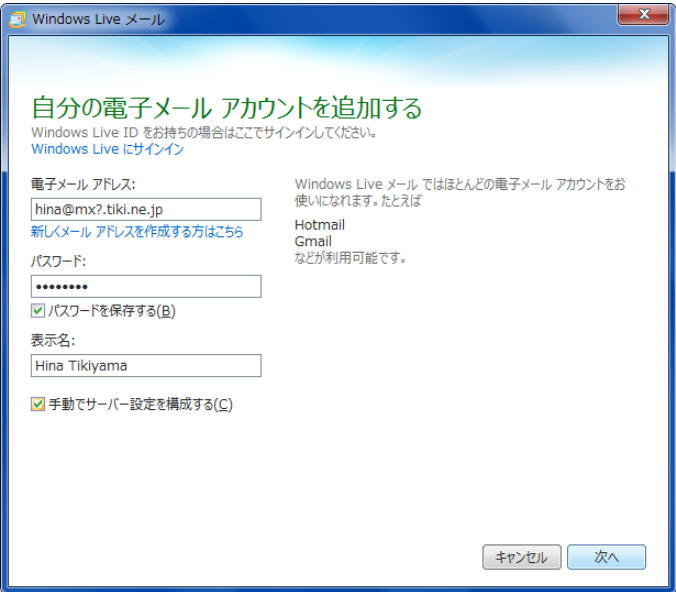 Windows Live メール
自分の電子メール アカウントを追加する
Windows Live ID をお持ちの場合はここでサインインしてください。
Windows Live にサインイン
電子メール アドレス:
hina@mx?.tiki.ne.jp
新しくメール アドレスを作成する方はこちら
パスワード:
••••••••
パスワードを保存する(B)
表示名:
Hina Tikiyama
手動でサーバー設定を構成する(C)
Windows Live メール ではほとんどの電子メール アカウントをお
使いになれます。たとえば
Hotmail
Gmail
などが利用可能です。
キャンセル
次へ